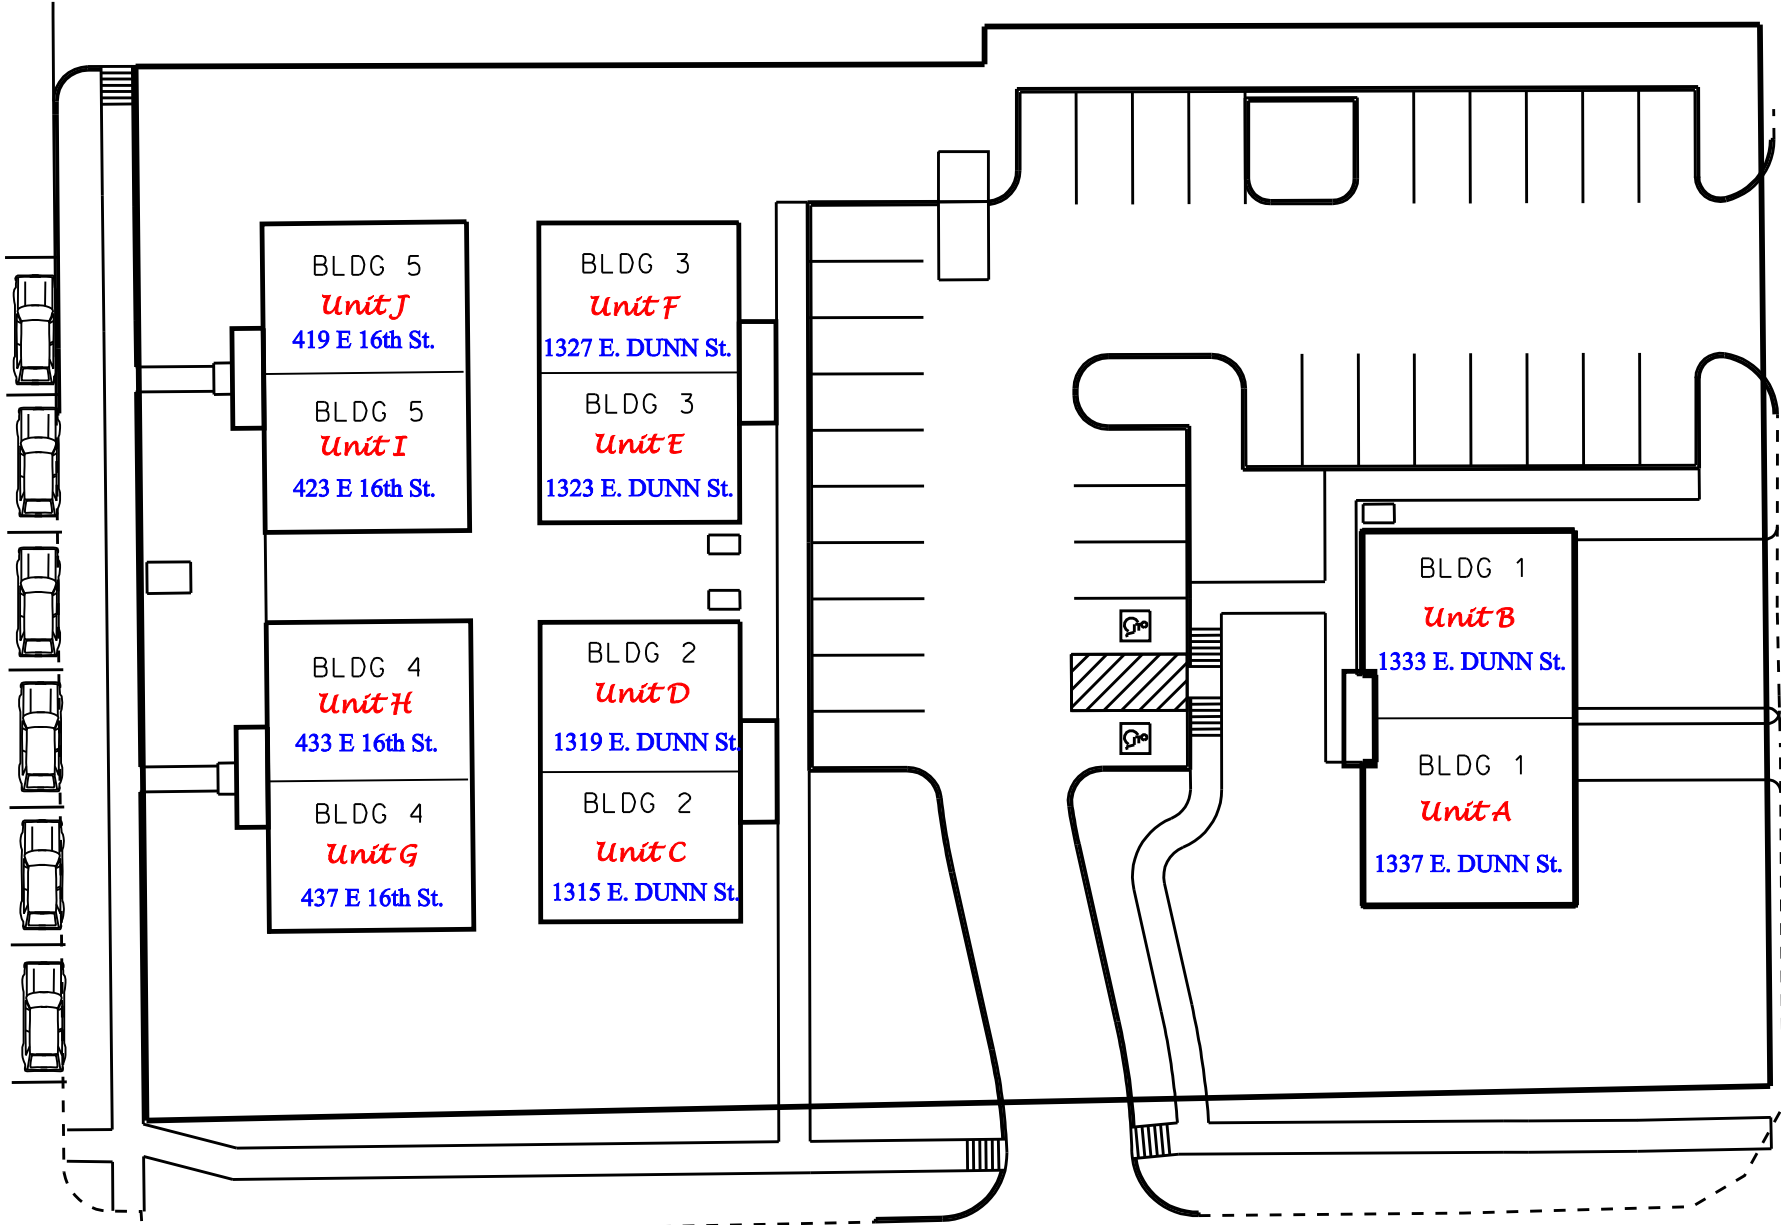 BLDG 5
Unit J
419 E 16th St.
BLDG 5
Unit I
423 E 16th St.
BLDG 3
Unit F
1327 E. DUNN St.
BLDG 3
Unit E
1323 E. DUNN St.
BLDG 4
Unit H
433 E 16th St.
BLDG 4
Unit G
437 E 16th St.
BLDG 2
Unit D
1319 E. DUNN St.
BLDG 2
Unit C
1315 E. DUNN St.
BLDG 1
Unit B
1333 E. DUNN St.
BLDG 1
Unit A
1337 E. DUNN St.